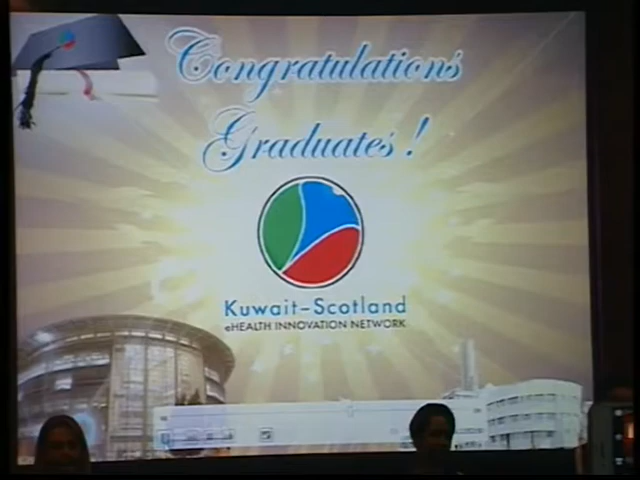 Congratulations
Graduates!
Kuwait–Scotland
eHEALTH INNOVATION NETWORK